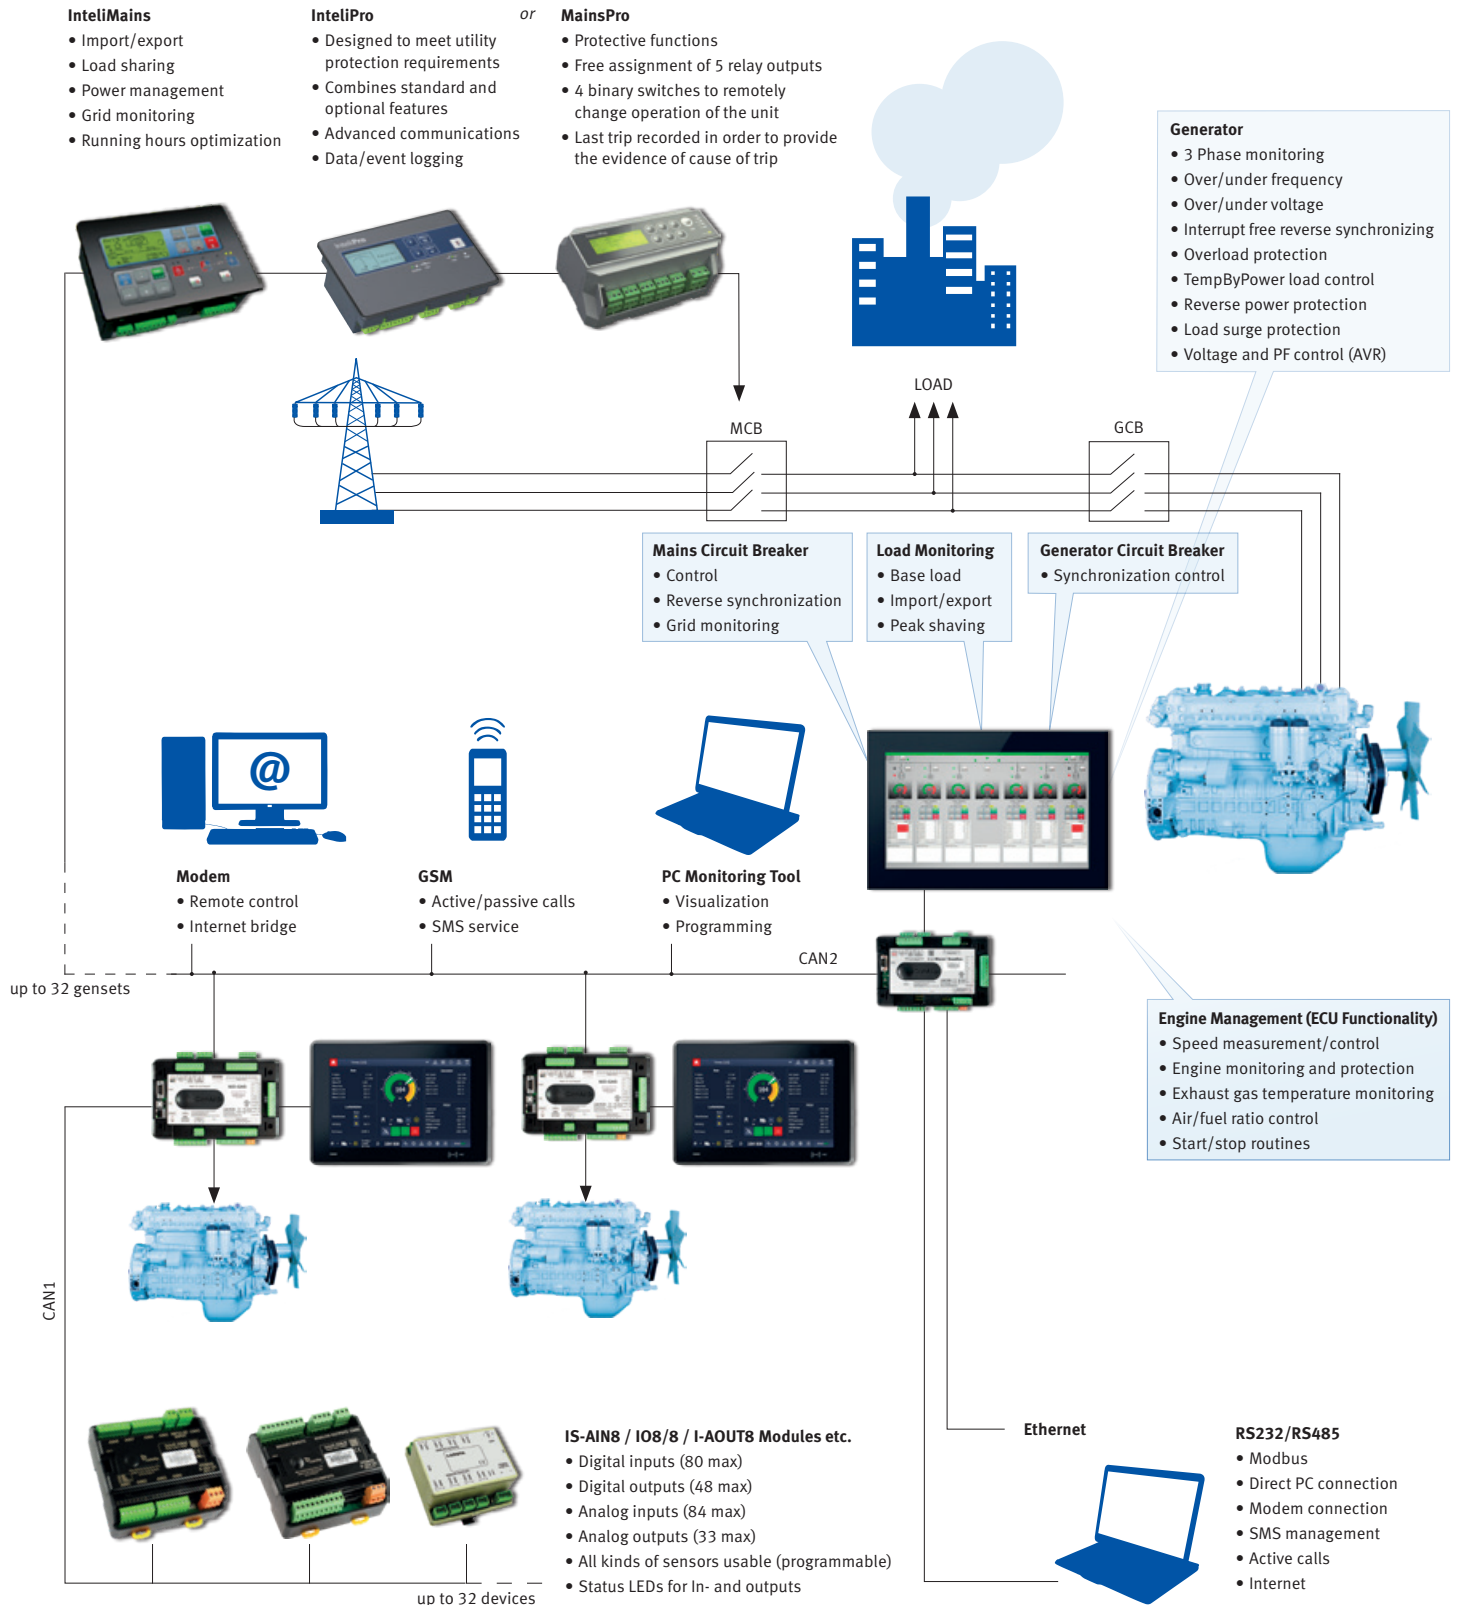 InteliMains
• Import/export
• Load sharing
• Power management
• Grid monitoring
• Running hours optimization
InteliPro
• Designed to meet utility
protection requirements
• Combines standard and
optional features
• Advanced communications
• Data/event logging
or
MainsPro
• Protective functions
• Free assignment of 5 relay outputs
• 4 binary switches to remotely
change operation of the unit
• Last trip recorded in order to provide
the evidence of cause of trip
Generator
• 3 Phase monitoring
• Over/under frequency
• Over/under voltage
• Interrupt free reverse synchronizing
• Overload protection
• TempByPower load control
• Reverse power protection
• Load surge protection
• Voltage and PF control (AVR)
InteliPro
LOAD
MCB
GCB
Mains Circuit Breaker
• Control
• Reverse synchronization
• Grid monitoring
Load Monitoring
• Base load
• Import/export
• Peak shaving
Generator Circuit Breaker
• Synchronization control
@
Modem
• Remote control
• Internet bridge
GSM
• Active/passive calls
• SMS service
PC Monitoring Tool
• Visualization
• Programming
CAN2
up to 32 gensets
Engine Management (ECU Functionality)
• Speed measurement/control
• Engine monitoring and protection
• Exhaust gas temperature monitoring
• Air/fuel ratio control
• Start/stop routines
CAN1
IS-AIN8 / IO8/8 / I-AOUT8 Modules etc.
• Digital inputs (80 max)
• Digital outputs (48 max)
• Analog inputs (84 max)
• Analog outputs (33 max)
• All kinds of sensors usable (programmable)
• Status LEDs for In- and outputs
up to 32 devices
Ethernet
RS232/RS485
• Modbus
• Direct PC connection
• Modem connection
• SMS management
• Active calls
• Internet